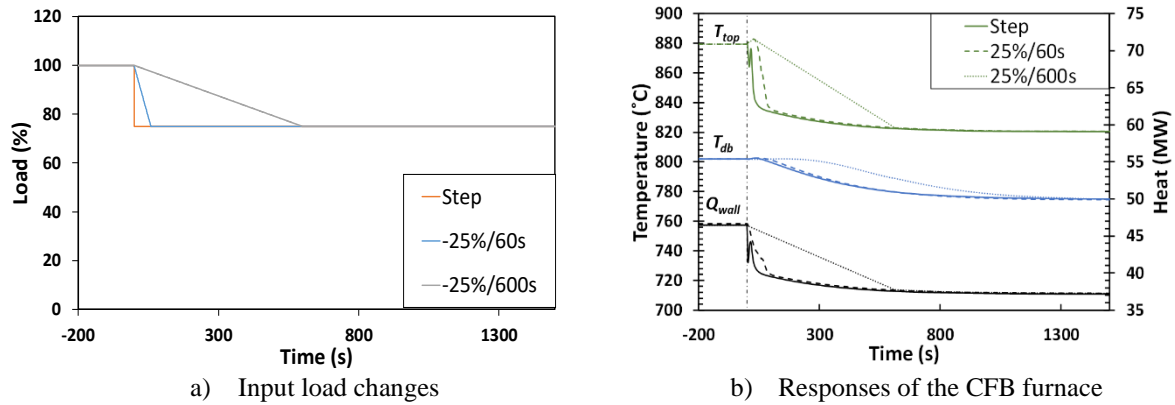 120
100
80
60
40
20
0
Load (%)
Step
-25%/60s
-25%/600s
-200 300 800 1300
Time (s)
a) Input load changes
900
880
860
840
820
800
780
760
740
720
700
Temperature (˚C)
T_top
T_db
Q_wall
Step
25%/60s
25%/600s
75
70
65
60
55
50
45
40
35
Heat (MW)
-200 300 800 1300
Time (s)
b) Responses of the CFB furnace